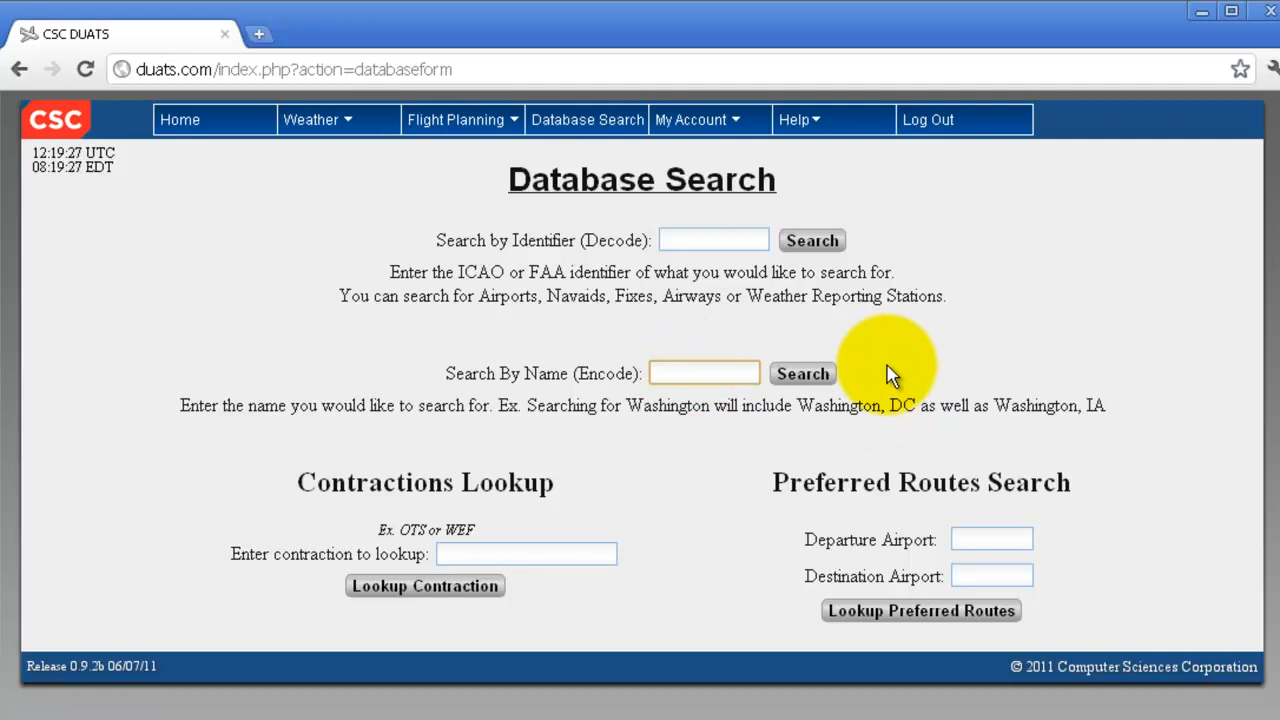 CSC DUATS
duats.com/index.php?action=databaseform
CSC
Home Weather Flight Planning Database Search My Account Help Log Out
12:19:27 UTC
08:19:27 EDT
Database Search
Search by Identifier (Decode): Search
Enter the ICAO or FAA identifier of what you would like to search for.
You can search for Airports, Navaids, Fixes, Airways or Weather Reporting Stations.
Search By Name (Encode): Search
Enter the name you would like to search for. Ex. Searching for Washington will include Washington, DC as well as Washington, IA
Contractions Lookup
Ex. OTS or WEF
Enter contraction to lookup:
Lookup Contraction
Preferred Routes Search
Departure Airport:
Destination Airport:
Lookup Preferred Routes
Release 0.9.2b 06/07/11
© 2011 Computer Sciences Corporation